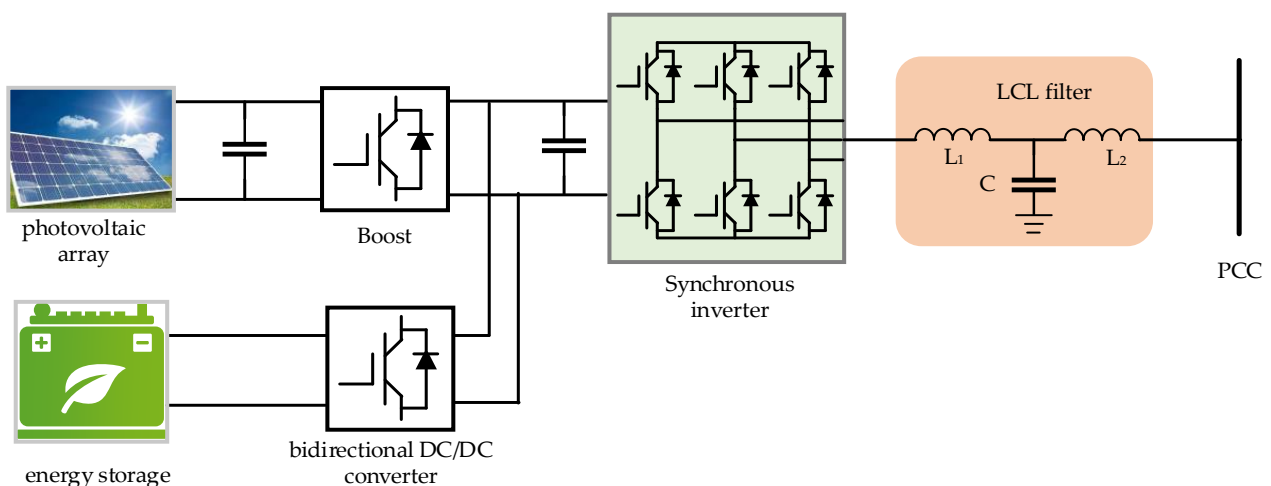 LCL filter
L1
L2
C
photovoltaic
array
Boost
Synchronous
inverter
PCC
+
−
bidirectional DC/DC
converter
energy storage